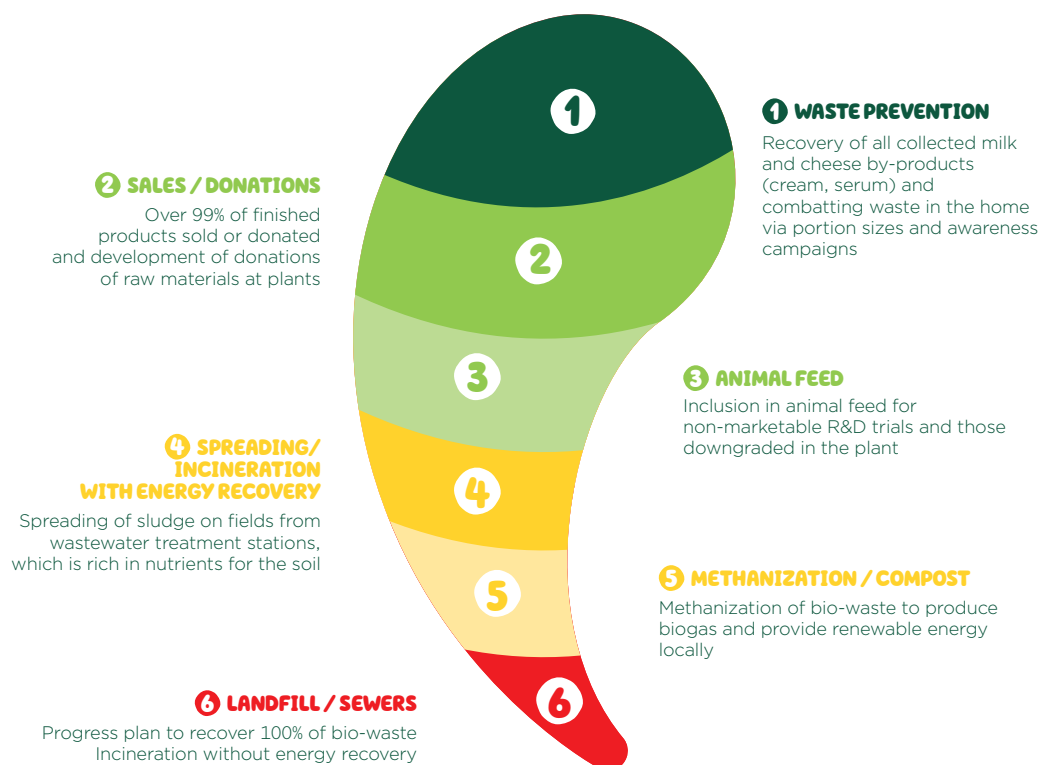 1
2
3
4
5
6
1 WASTE PREVENTION
Recovery of all collected milk
and cheese by-products
(cream, serum) and
combatting waste in the home
via portion sizes and awareness
campaigns
2 SALES / DONATIONS
Over 99% of finished
products sold or donated
and development of donations
of raw materials at plants
3 ANIMAL FEED
Inclusion in animal feed for
non-marketable R&D trials and those
downgraded in the plant
4 SPREADING/
INCINERATION
WITH ENERGY RECOVERY
Spreading of sludge on fields from
wastewater treatment stations,
which is rich in nutrients for the soil
5 METHANIZATION / COMPOST
Methanization of bio-waste to produce
biogas and provide renewable energy
locally
6 LANDFILL / SEWERS
Progress plan to recover 100% of bio-waste
Incineration without energy recovery